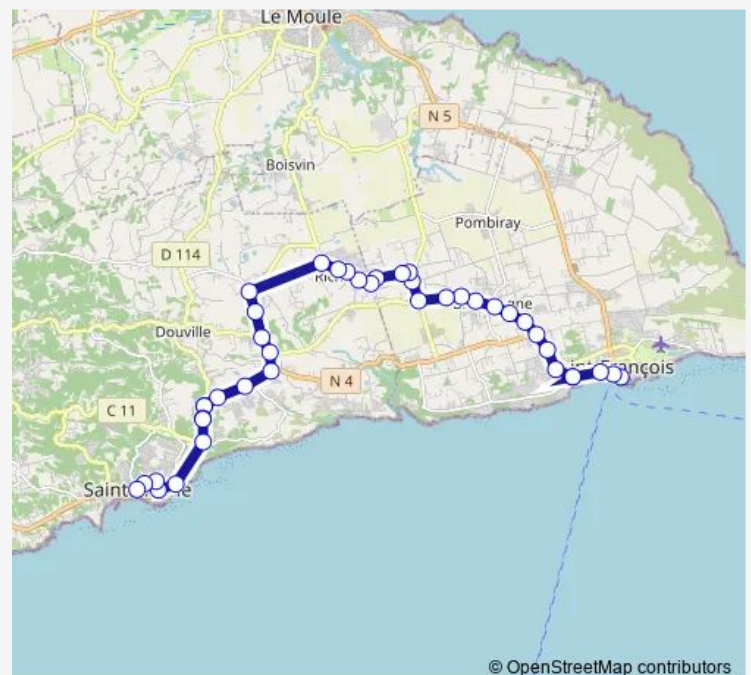 Le Moule
N 5
Boisvin
Pombiray
D 114
Douville
N 4
C 11
© OpenStreetMap contributors